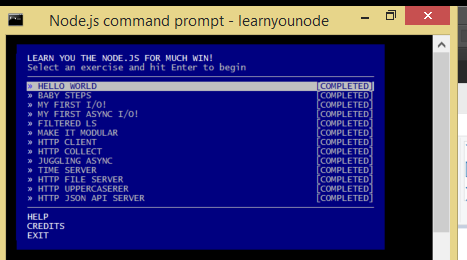 Node.js command prompt - learnyounode
LEARN YOU THE NODE.JS FOR MUCH WIN!
Select an exercise and hit Enter to begin
» HELLO WORLD [COMPLETED]
» BABY STEPS [COMPLETED]
» MY FIRST I/O! [COMPLETED]
» MY FIRST ASYNC I/O! [COMPLETED]
» FILTERED LS [COMPLETED]
» MAKE IT MODULAR [COMPLETED]
» HTTP CLIENT [COMPLETED]
» HTTP COLLECT [COMPLETED]
» JUGGLING ASYNC [COMPLETED]
» TIME SERVER [COMPLETED]
» HTTP FILE SERVER [COMPLETED]
» HTTP UPPERCASERER [COMPLETED]
» HTTP JSON API SERVER [COMPLETED]
HELP
CREDITS
EXIT